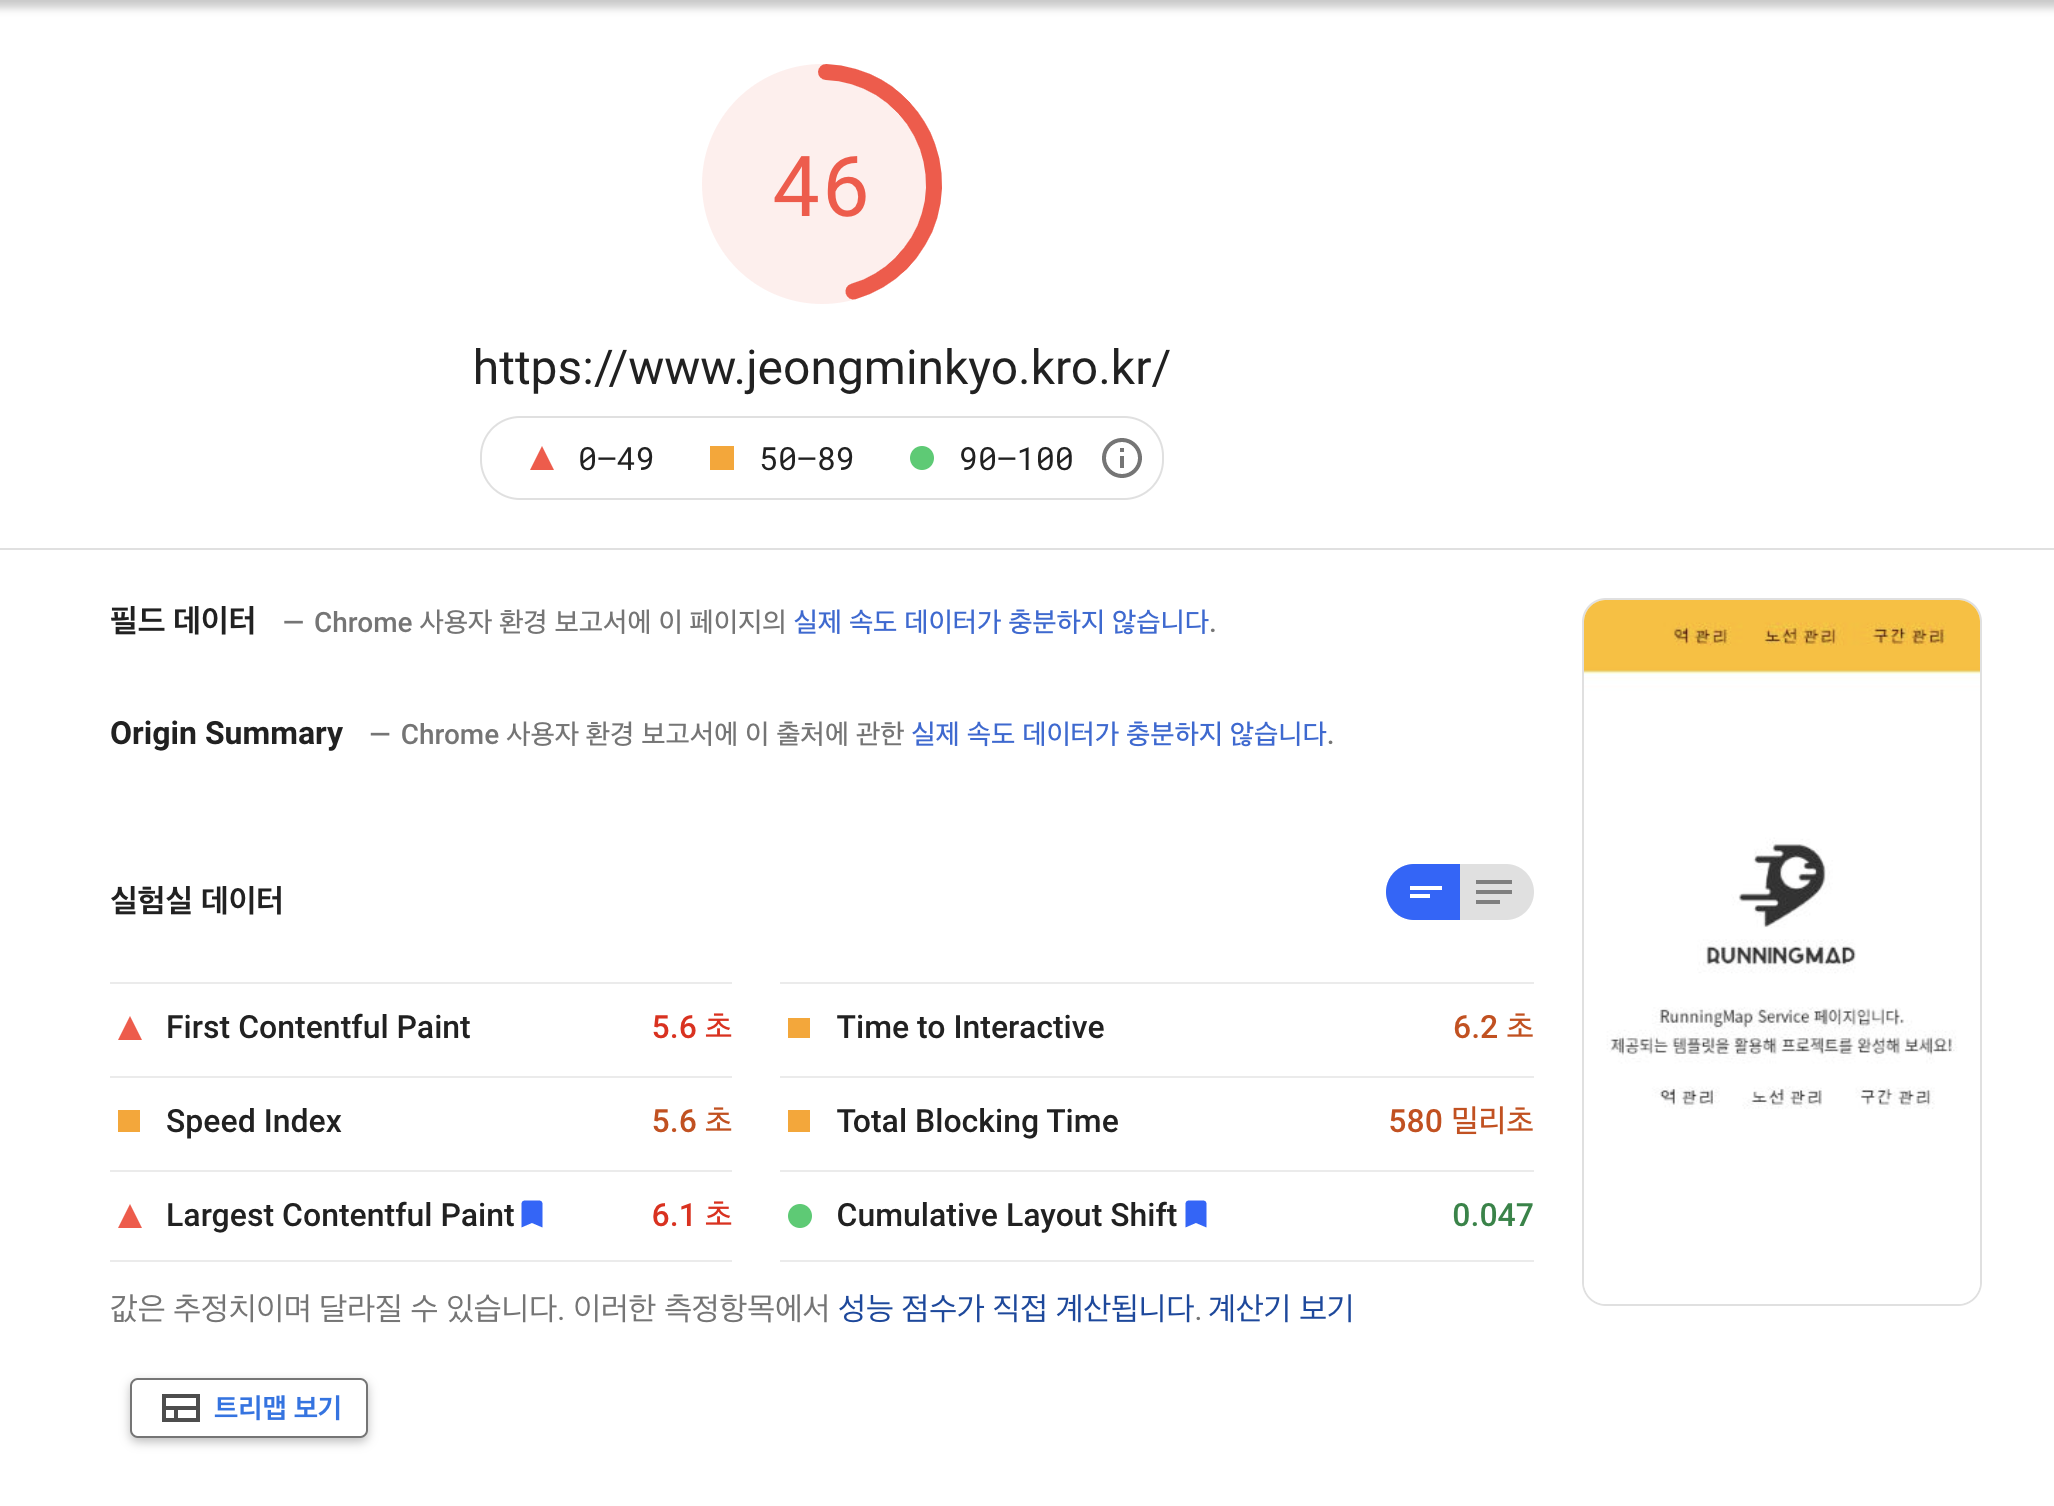 46
https://www.jeongminkyo.kro.kr/
0–49 50–89 90–100
필드 데이터 — Chrome 사용자 환경 보고서에 이 페이지의 실제 속도 데이터가 충분하지 않습니다.
Origin Summary — Chrome 사용자 환경 보고서에 이 출처에 관한 실제 속도 데이터가 충분하지 않습니다.
실험실 데이터
First Contentful Paint 5.6 초
Time to Interactive 6.2 초
Speed Index 5.6 초
Total Blocking Time 580 밀리초
Largest Contentful Paint 6.1 초
Cumulative Layout Shift 0.047
값은 추정치이며 달라질 수 있습니다. 이러한 측정항목에서 성능 점수가 직접 계산됩니다. 계산기 보기
트리맵 보기
역 관리 노선 관리 구간 관리
RUNNINGMAP
RunningMap Service 페이지입니다.
제공되는 템플릿을 활용해 프로젝트를 완성해 보세요!
역 관리 노선 관리 구간 관리